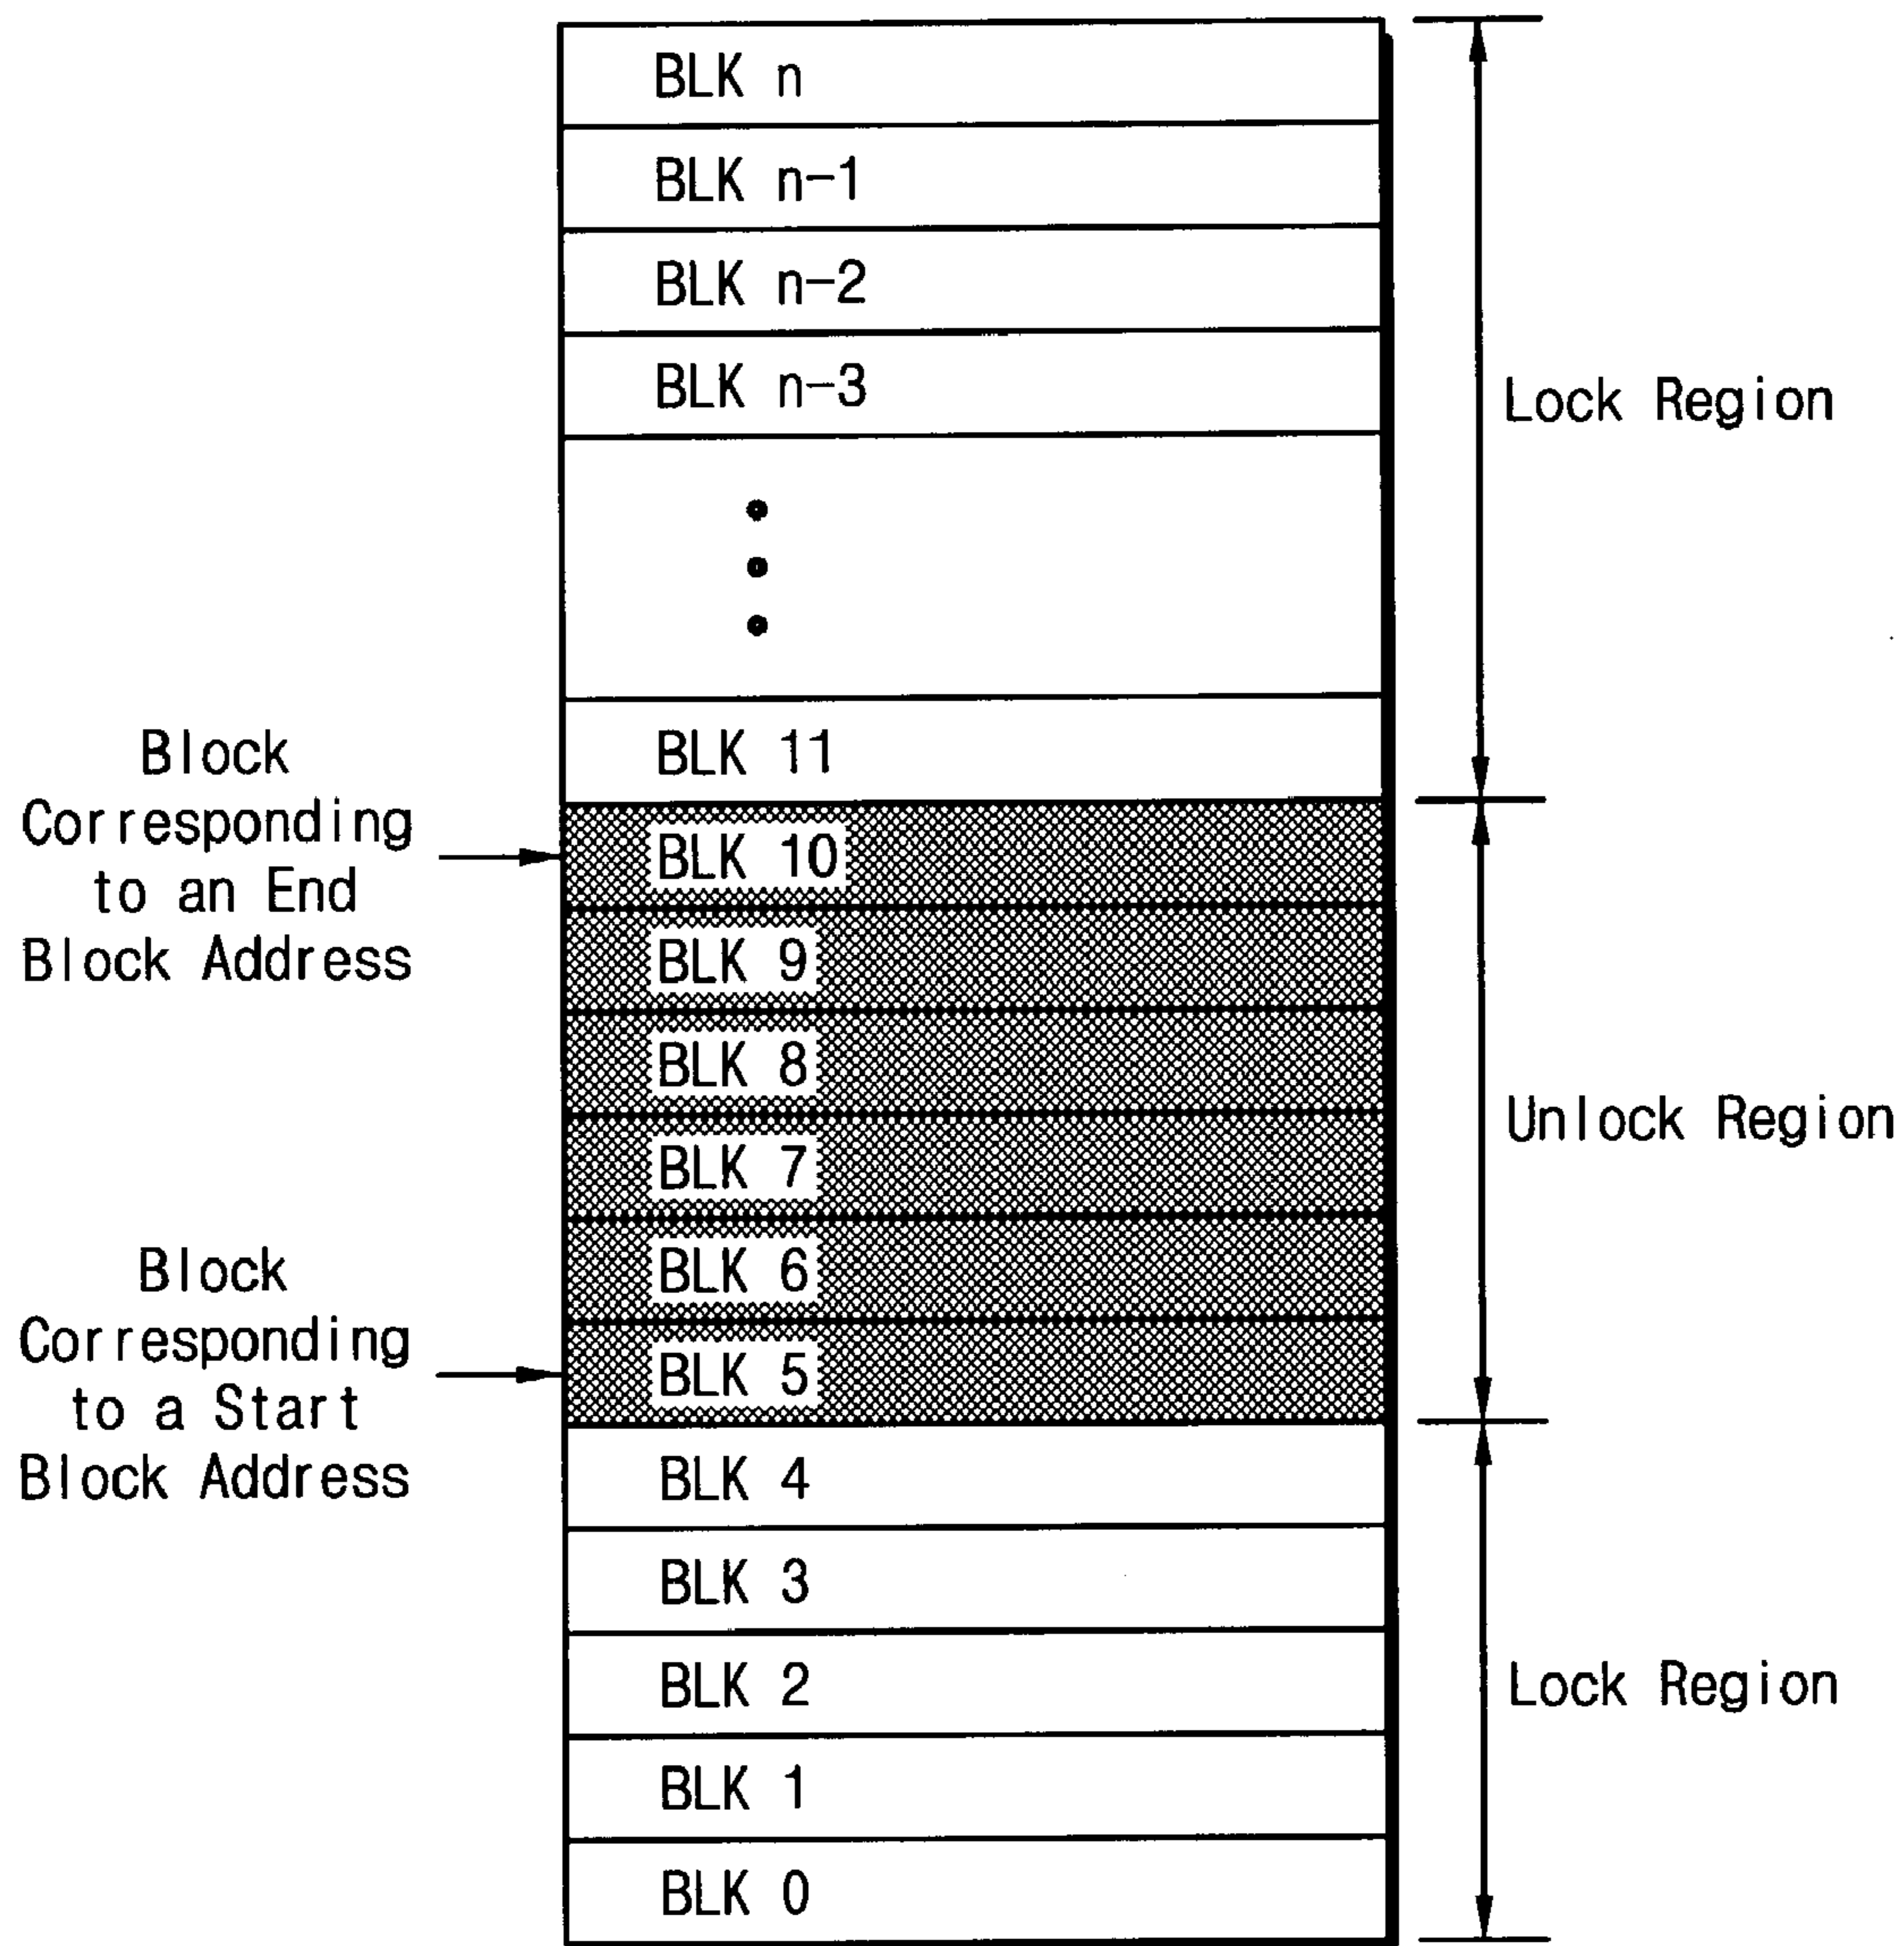 BLK n
BLK n-1
BLK n-2
BLK n-3
Lock Region
BLK 11
Block
Corresponding
to an End
Block Address
BLK 10
BLK 9
BLK 8
BLK 7
Unlock Region
BLK 6
Block
Corresponding
to a Start
Block Address
BLK 5
BLK 4
BLK 3
BLK 2
Lock Region
BLK 1
BLK 0